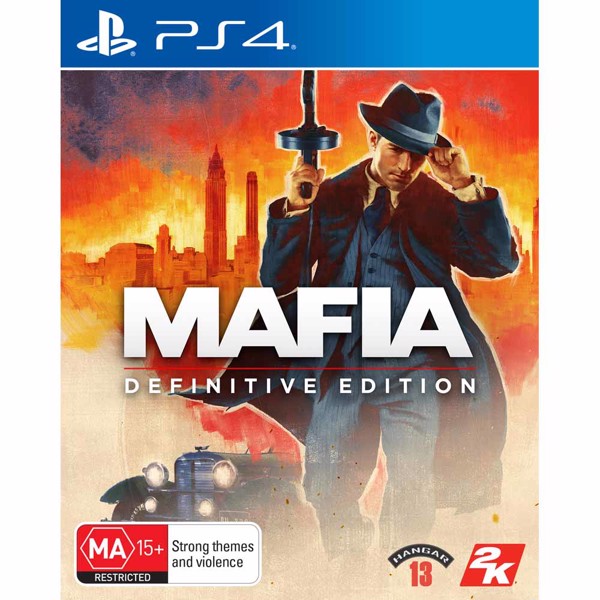 PS4
MAFIA
DEFINITIVE EDITION
MA 15+
RESTRICTED
Strong themes
and violence
HANGAR
13
2K